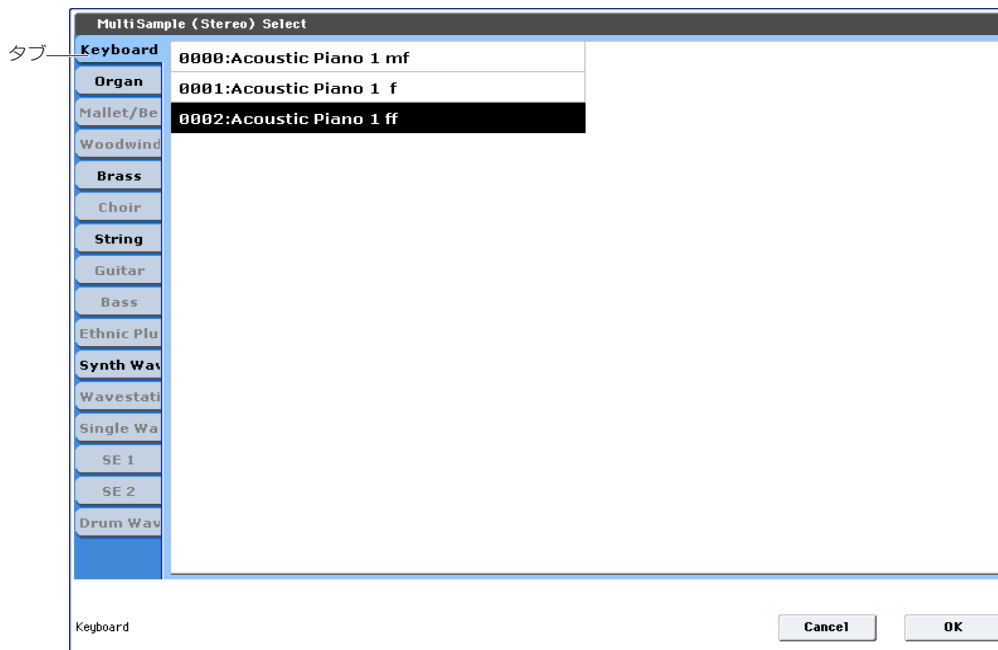 MultiSample (Stereo) Select
タブ
Keyboard
Organ
Mallet/Be
Woodwind
Brass
Choir
String
Guitar
Bass
Ethnic Plu
Synth Wav
Wavestati
Single Wa
SE 1
SE 2
Drum Wav
0000:Acoustic Piano 1 mf
0001:Acoustic Piano 1 f
0002:Acoustic Piano 1 ff
Keyboard
Cancel
OK